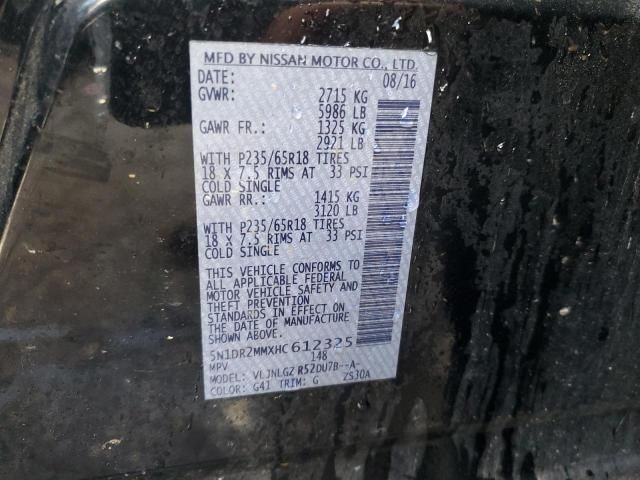 MFD BY NISSAN MOTOR CO., LTD.
DATE: 08/16
GVWR: 2715 KG
5986 LB
GAWR FR.: 1325 KG
2921 LB
WITH P235/65R18 TIRES
18 X 7.5 RIMS AT 33 PSI
COLD SINGLE
GAWR RR.: 1415 KG
3120 LB
WITH P235/65R18 TIRES
18 X 7.5 RIMS AT 33 PSI
COLD SINGLE
THIS VEHICLE CONFORMS TO
ALL APPLICABLE FEDERAL
MOTOR VEHICLE SAFETY AND
THEFT PREVENTION
STANDARDS IN EFFECT ON
THE DATE OF MANUFACTURE
SHOWN ABOVE.
5N1DR2MMXHC612325
MPV 148
MODEL: VLJNLGZ R52DU7B--A-
COLOR: G41 TRIM: G ZS30A